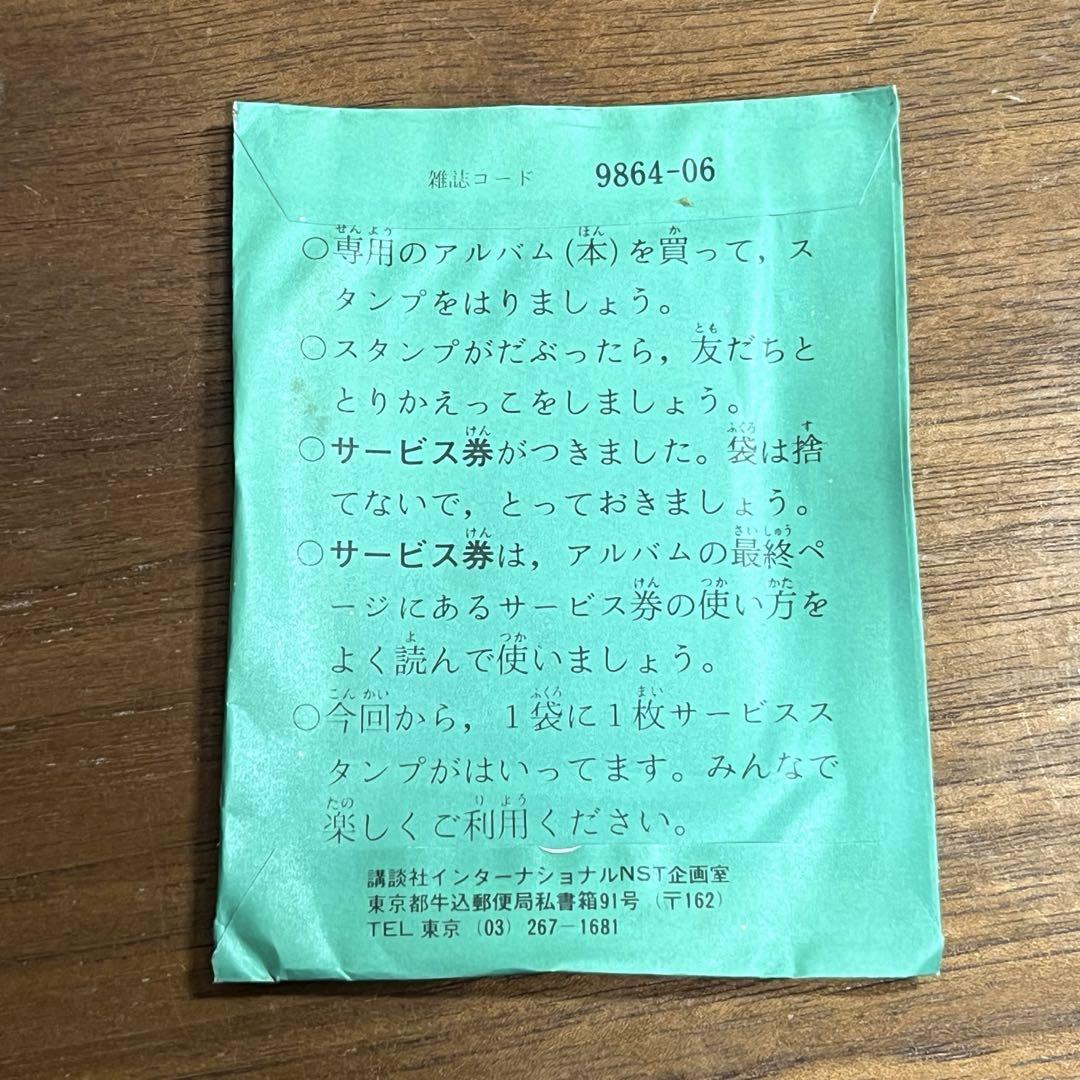 雑誌コード 9864-06
○専用のアルバム(本)を買って，ス
タンプをはりましょう。
○スタンプがだぶったら，友だちと
とりかえっこをしましょう。
○サービス券がつきました。袋は捨
てないで，とっておきましょう。
○サービス券は，アルバムの最終ペ
ージにあるサービス券の使い方を
よく読んで使いましょう。
○今回から，１袋に１枚サービスス
タンプがはいってます。みんなで
楽しくご利用ください。
講談社インターナショナルNST企画室
東京都牛込郵便局私書箱91号（〒162）
TEL 東京（03）267－1681